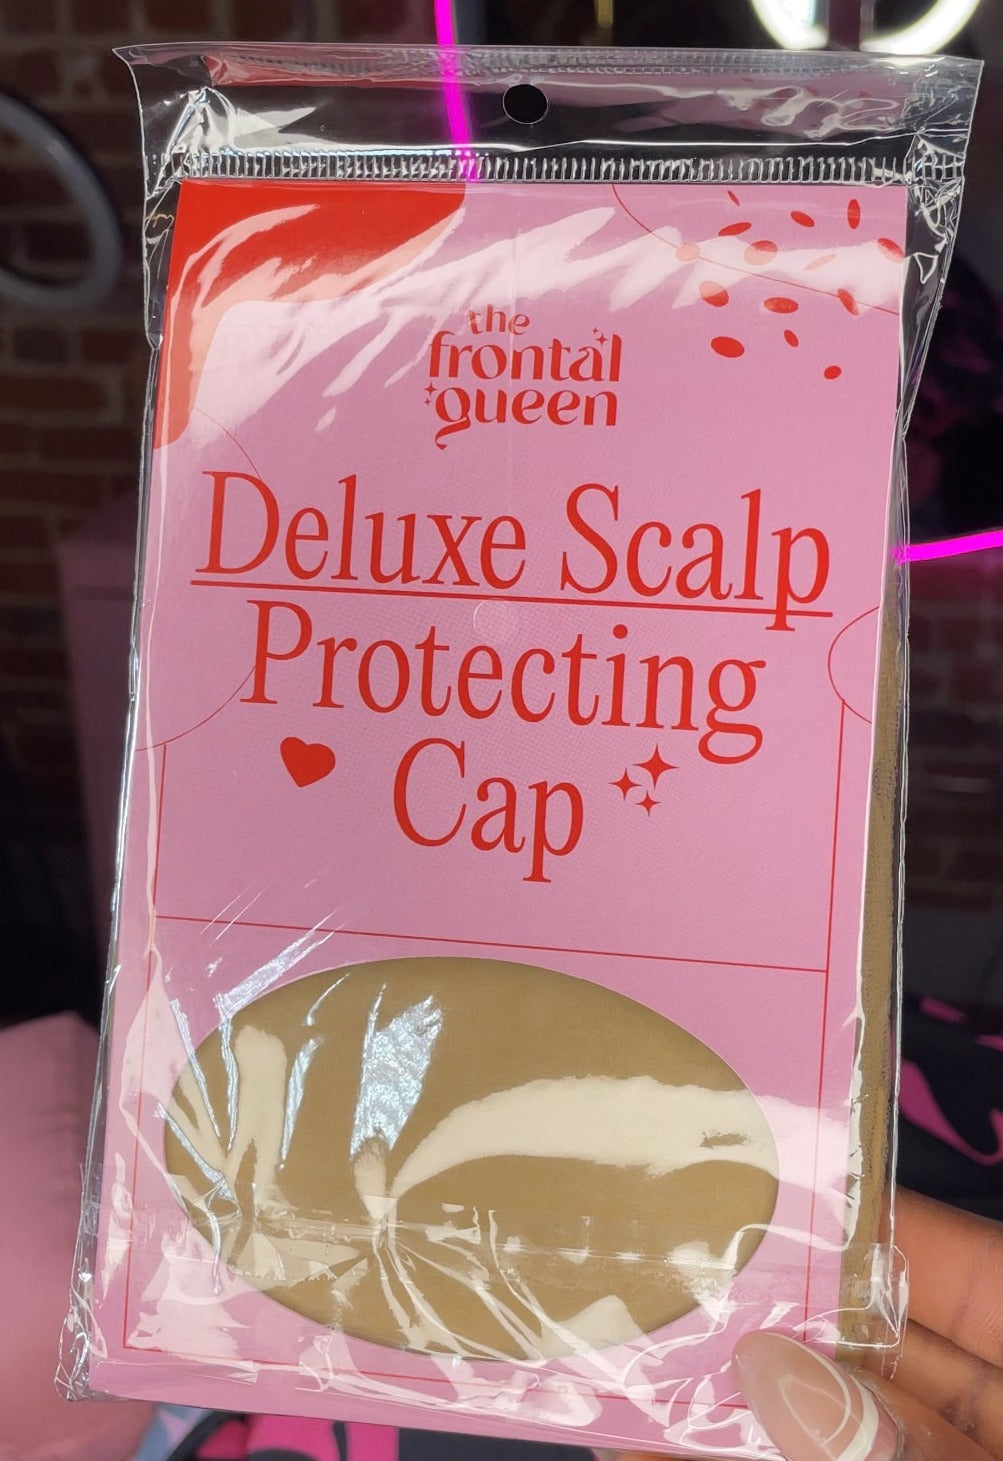 the
frontal
queen
Deluxe Scalp
Protecting
Cap